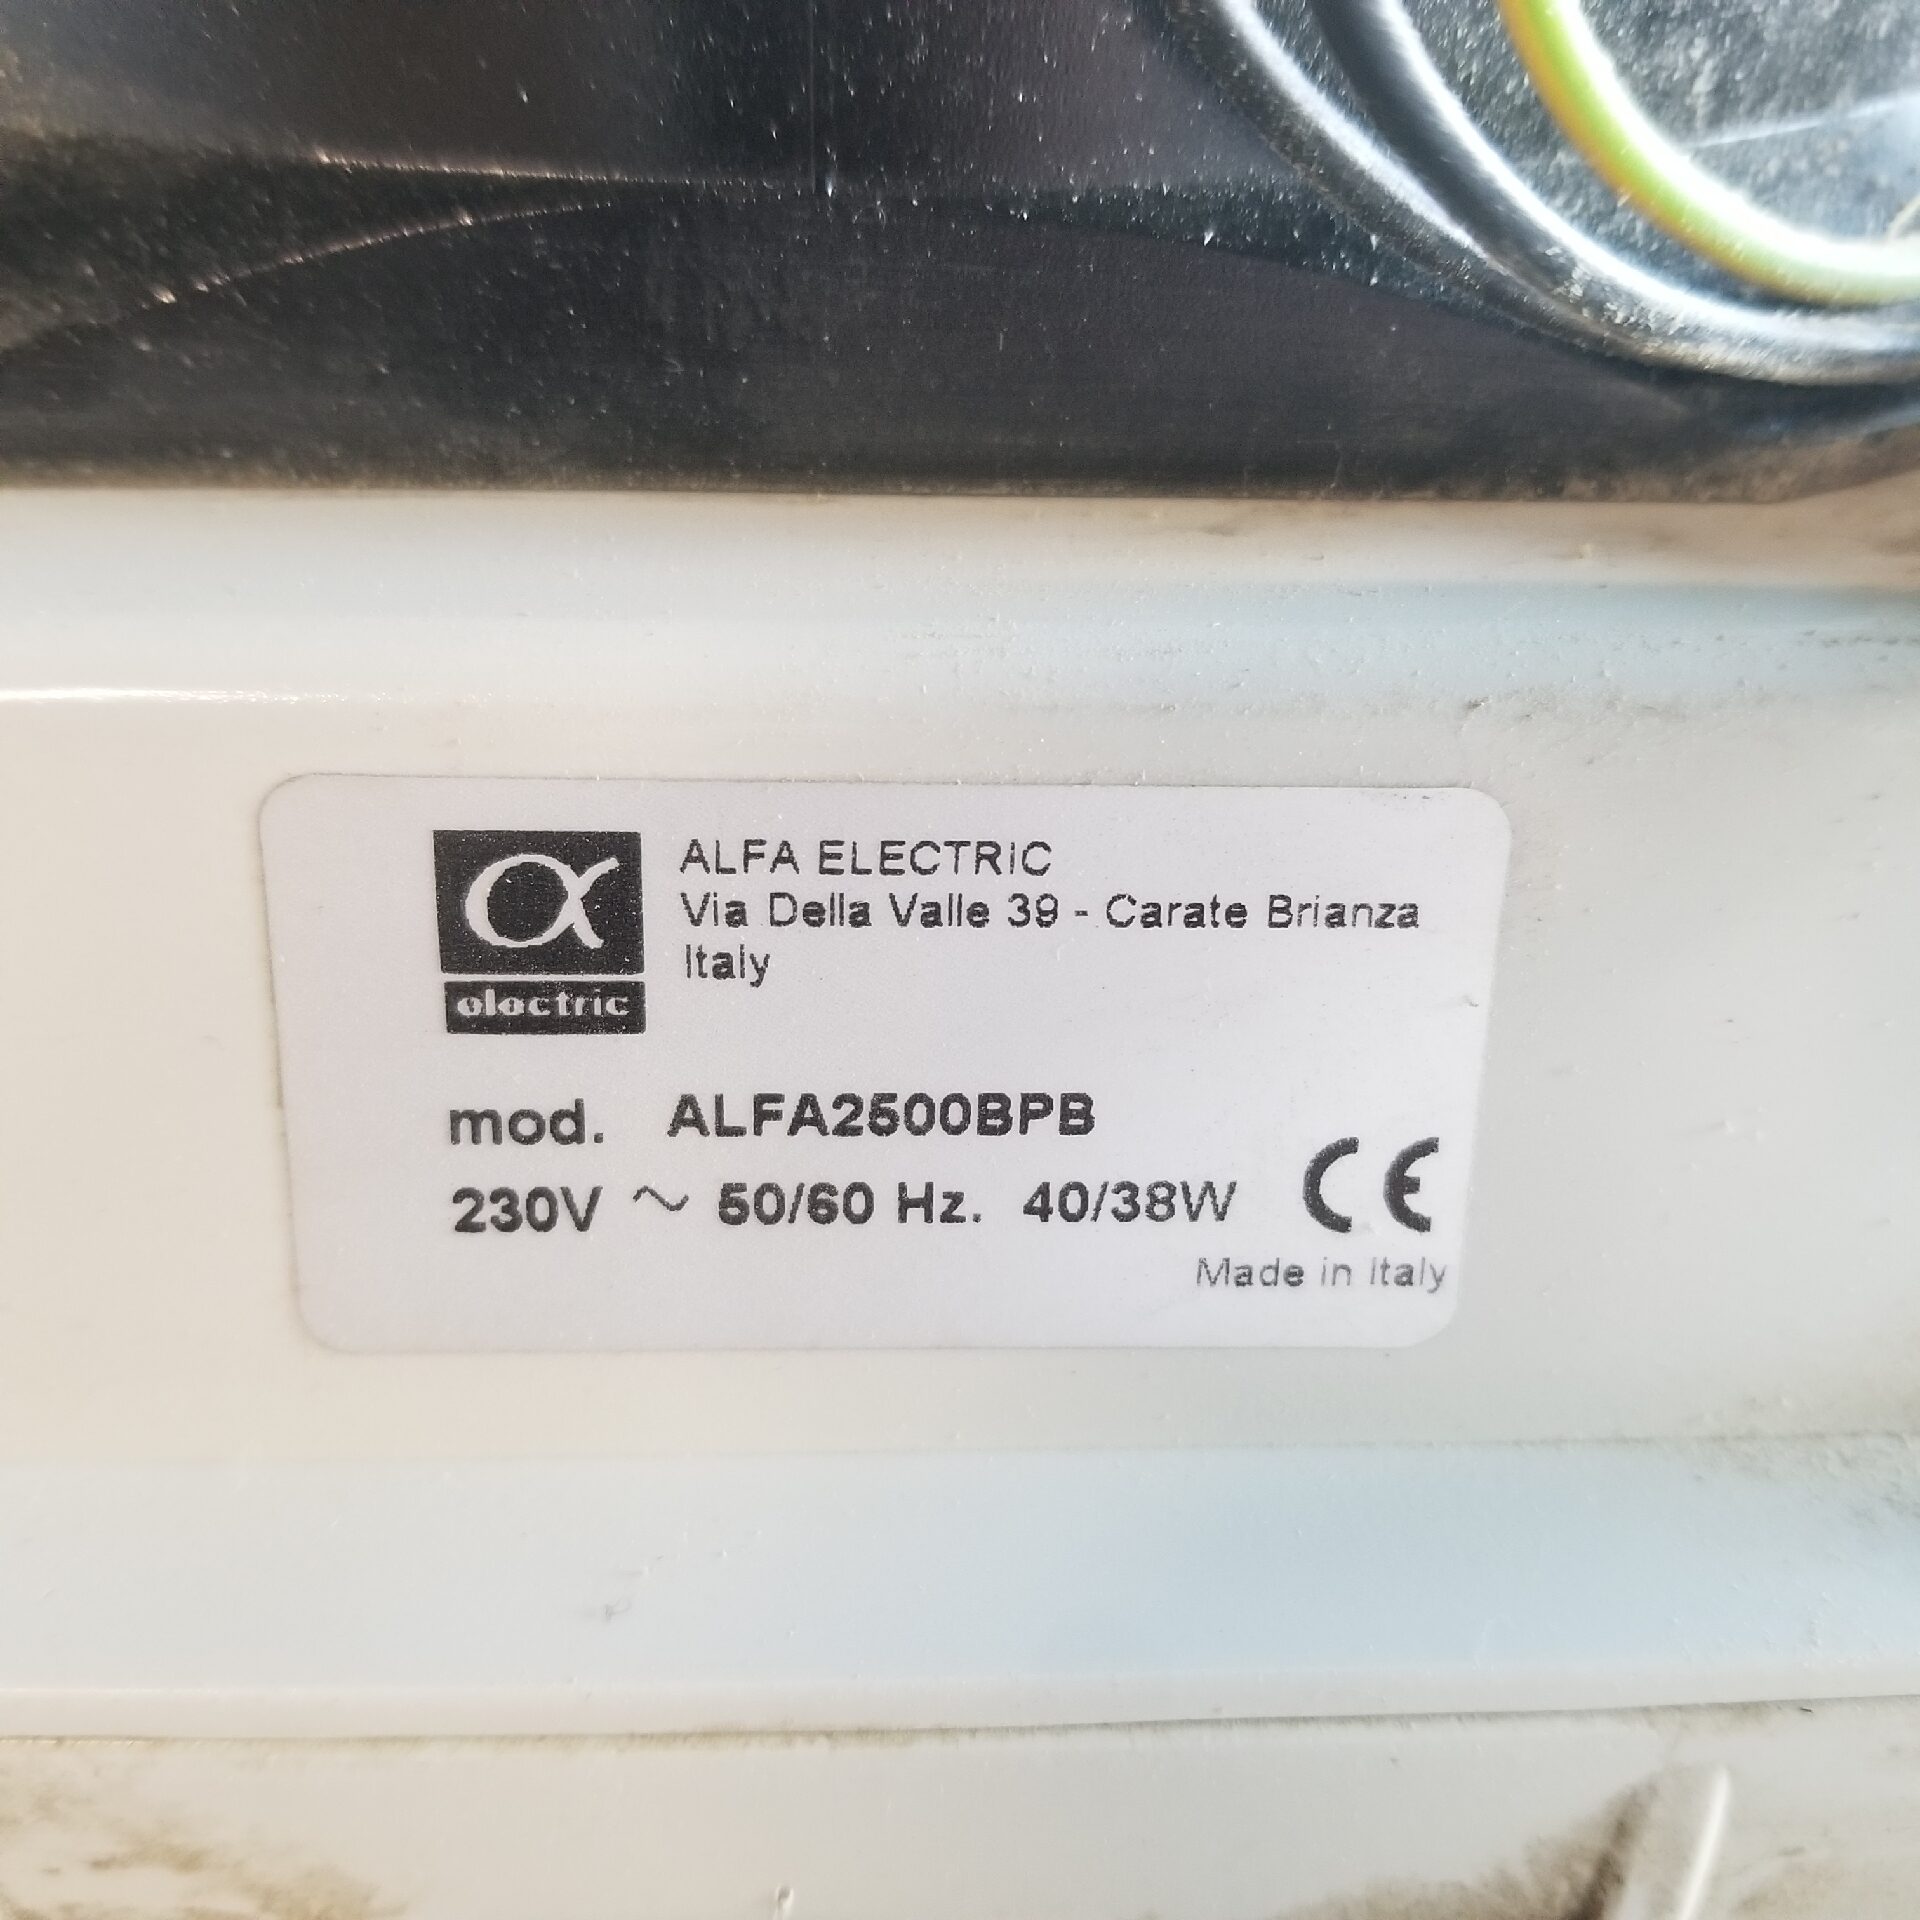 ALFA ELECTRIC
Via Della Valle 39 - Carate Brianza
Italy
α
electric
mod. ALFA2500BPB
230V ~ 50/60 Hz. 40/38W CE
Made in Italy